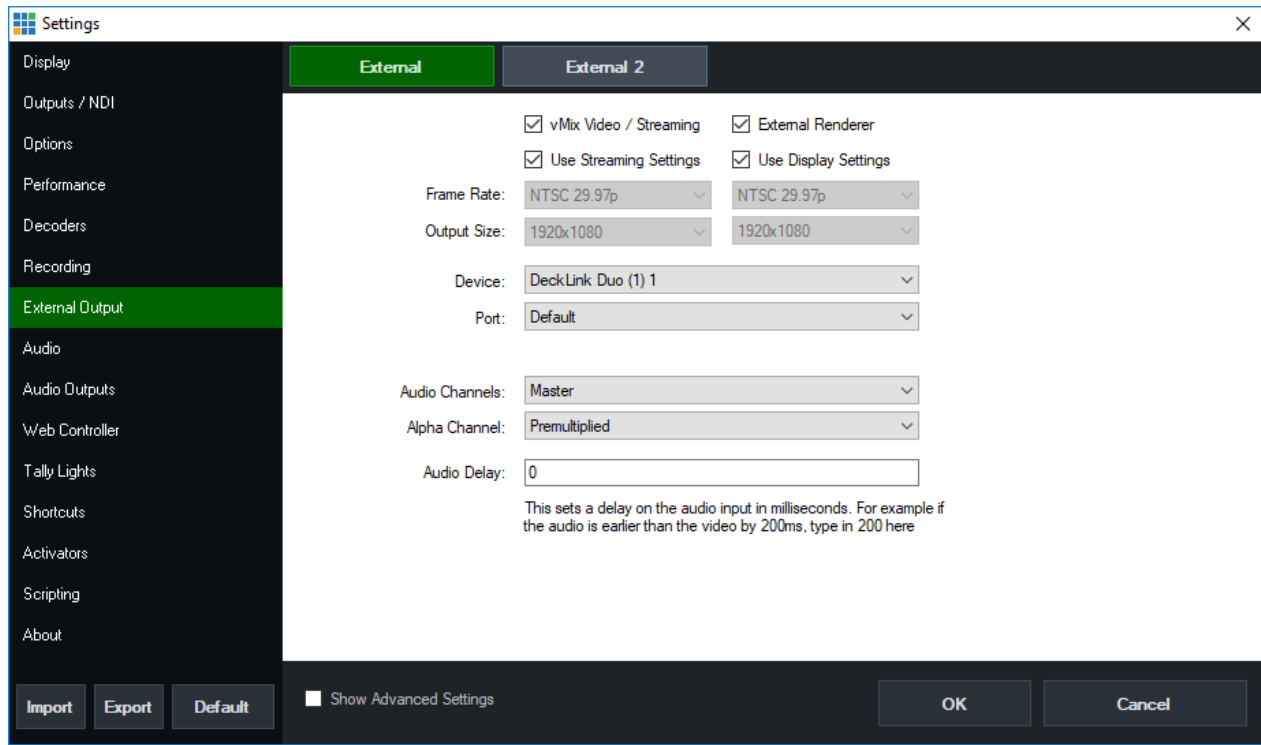 Settings
Display
Outputs / NDI
Options
Performance
Decoders
Recording
External Output
Audio
Audio Outputs
Web Controller
Tally Lights
Shortcuts
Activators
Scripting
About
Import Export Default
External External 2
vMix Video / Streaming External Renderer
Use Streaming Settings Use Display Settings
Frame Rate: NTSC 29.97p NTSC 29.97p
Output Size: 1920x1080 1920x1080
Device: DeckLink Duo (1) 1
Port: Default
Audio Channels: Master
Alpha Channel: Premultiplied
Audio Delay: 0
This sets a delay on the audio input in milliseconds. For example if
the audio is earlier than the video by 200ms, type in 200 here
Show Advanced Settings OK Cancel